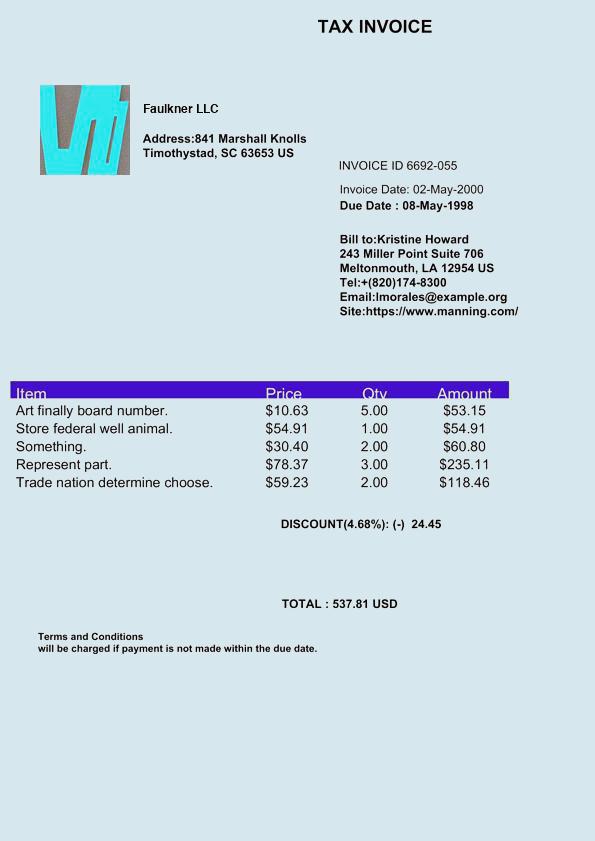 TAX INVOICE
Faulkner LLC
Address:841 Marshall Knolls
Timothystad, SC 63653 US
INVOICE ID 6692-055
Invoice Date: 02-May-2000
Due Date : 08-May-1998
Bill to:Kristine Howard
243 Miller Point Suite 706
Meltonmouth, LA 12954 US
Tel:+(820)174-8300
Email:lmorales@example.org
Site:https://www.manning.com/
Item Price Qty Amount
Art finally board number. $10.63 5.00 $53.15
Store federal well animal. $54.91 1.00 $54.91
Something. $30.40 2.00 $60.80
Represent part. $78.37 3.00 $235.11
Trade nation determine choose. $59.23 2.00 $118.46
DISCOUNT(4.68%): (-) 24.45
TOTAL : 537.81 USD
Terms and Conditions
will be charged if payment is not made within the due date.